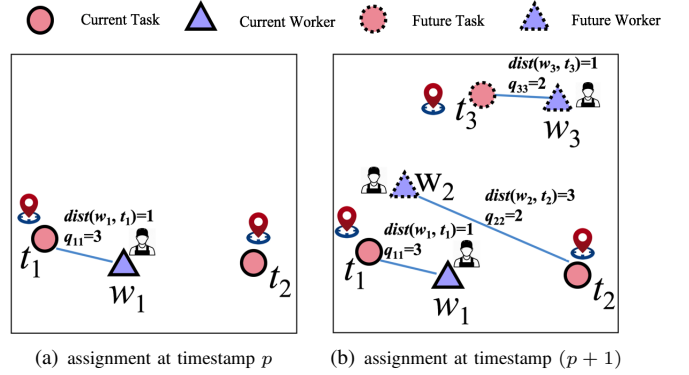 Current Task Current Worker Future Task Future Worker
dist(w₁, t₁)=1
q₁₁=3
t₁
w₁
t₂
dist(w₃, t₃)=1
q₃₃=2
t₃
w₃
w₂
dist(w₂, t₂)=3
q₂₂=2
dist(w₁, t₁)=1
q₁₁=3
t₁
w₁
t₂
(a) assignment at timestamp p
(b) assignment at timestamp (p + 1)